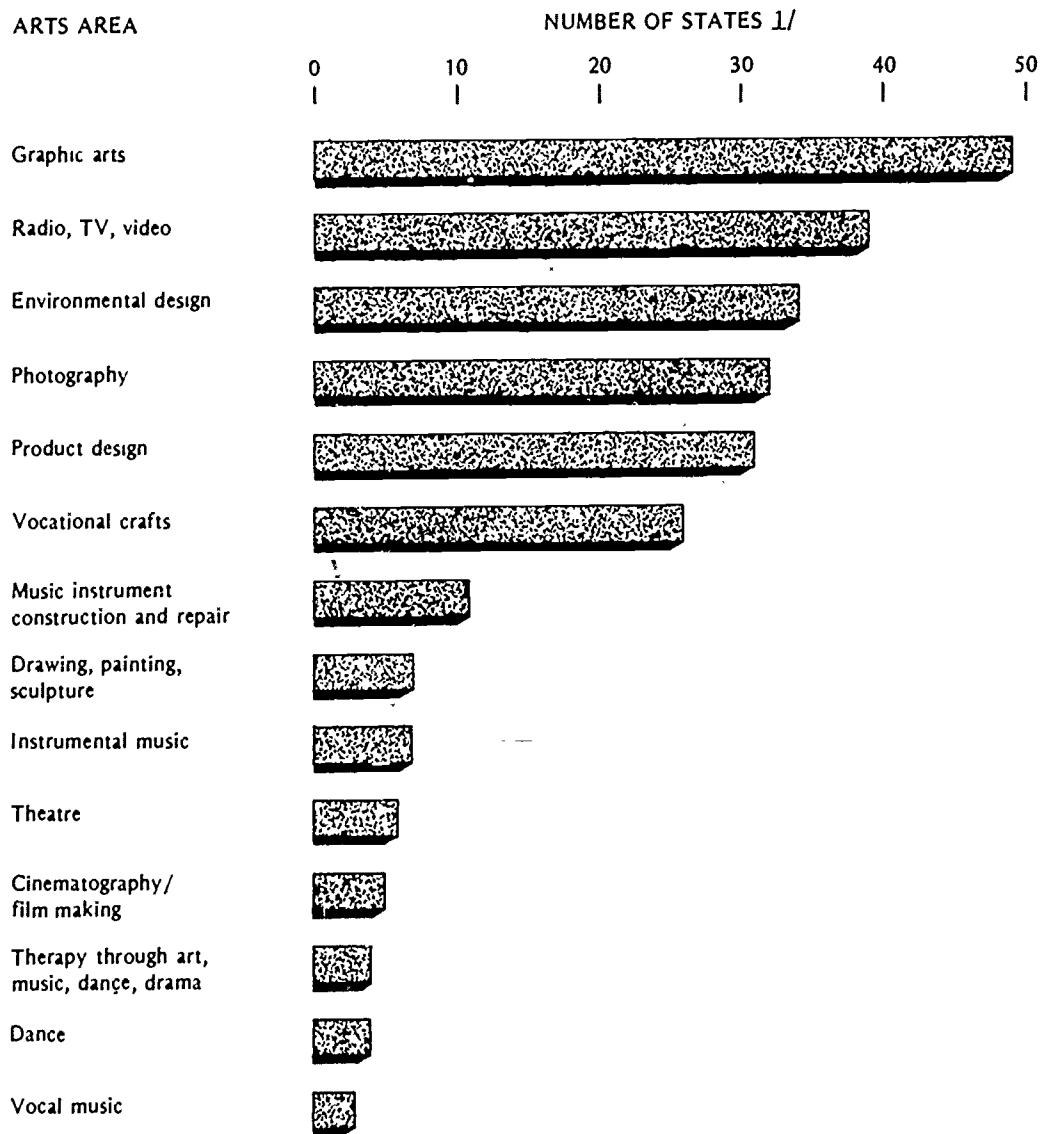 ARTS AREA
NUMBER OF STATES 1/
0 10 20 30 40 50
Graphic arts
Radio, TV, video
Environmental design
Photography
Product design
Vocational crafts
Music instrument
construction and repair
Drawing, painting,
sculpture
Instrumental music
Theatre
Cinematography/
film making
Therapy through art,
music, dance, drama
Dance
Vocal music